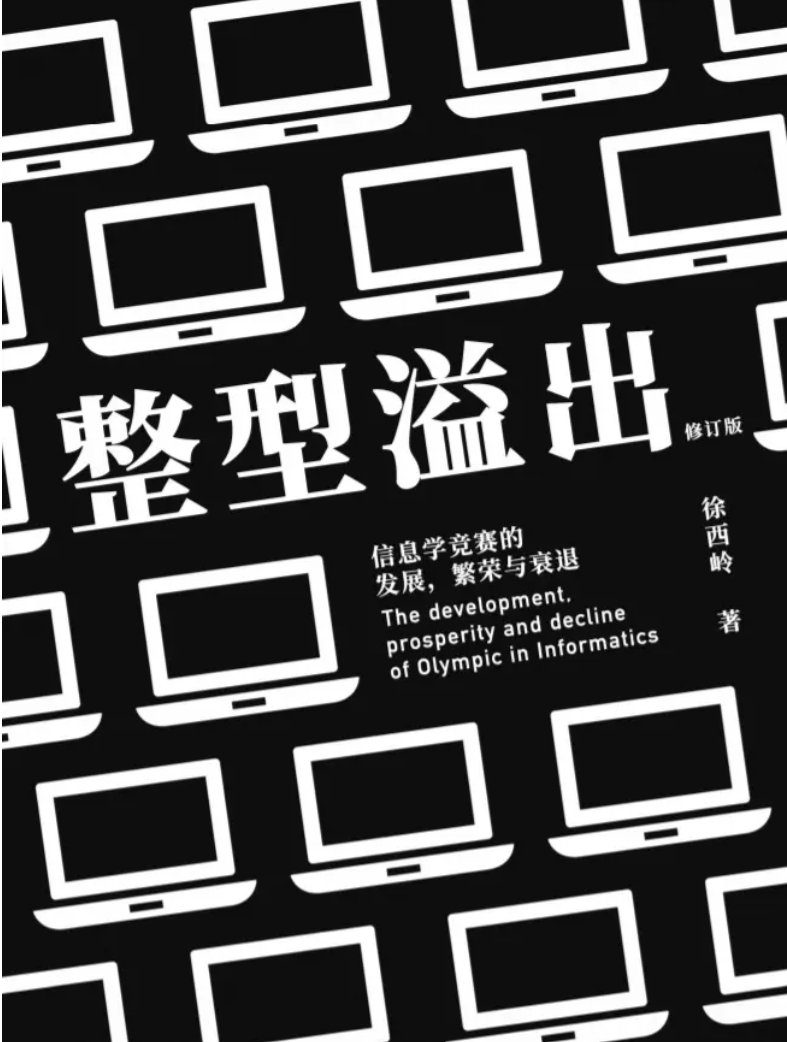 整型溢出
修订版
信息学竞赛的
发展，繁荣与衰退
The development,
prosperity and decline
of Olympic in Informatics
徐西岭 著